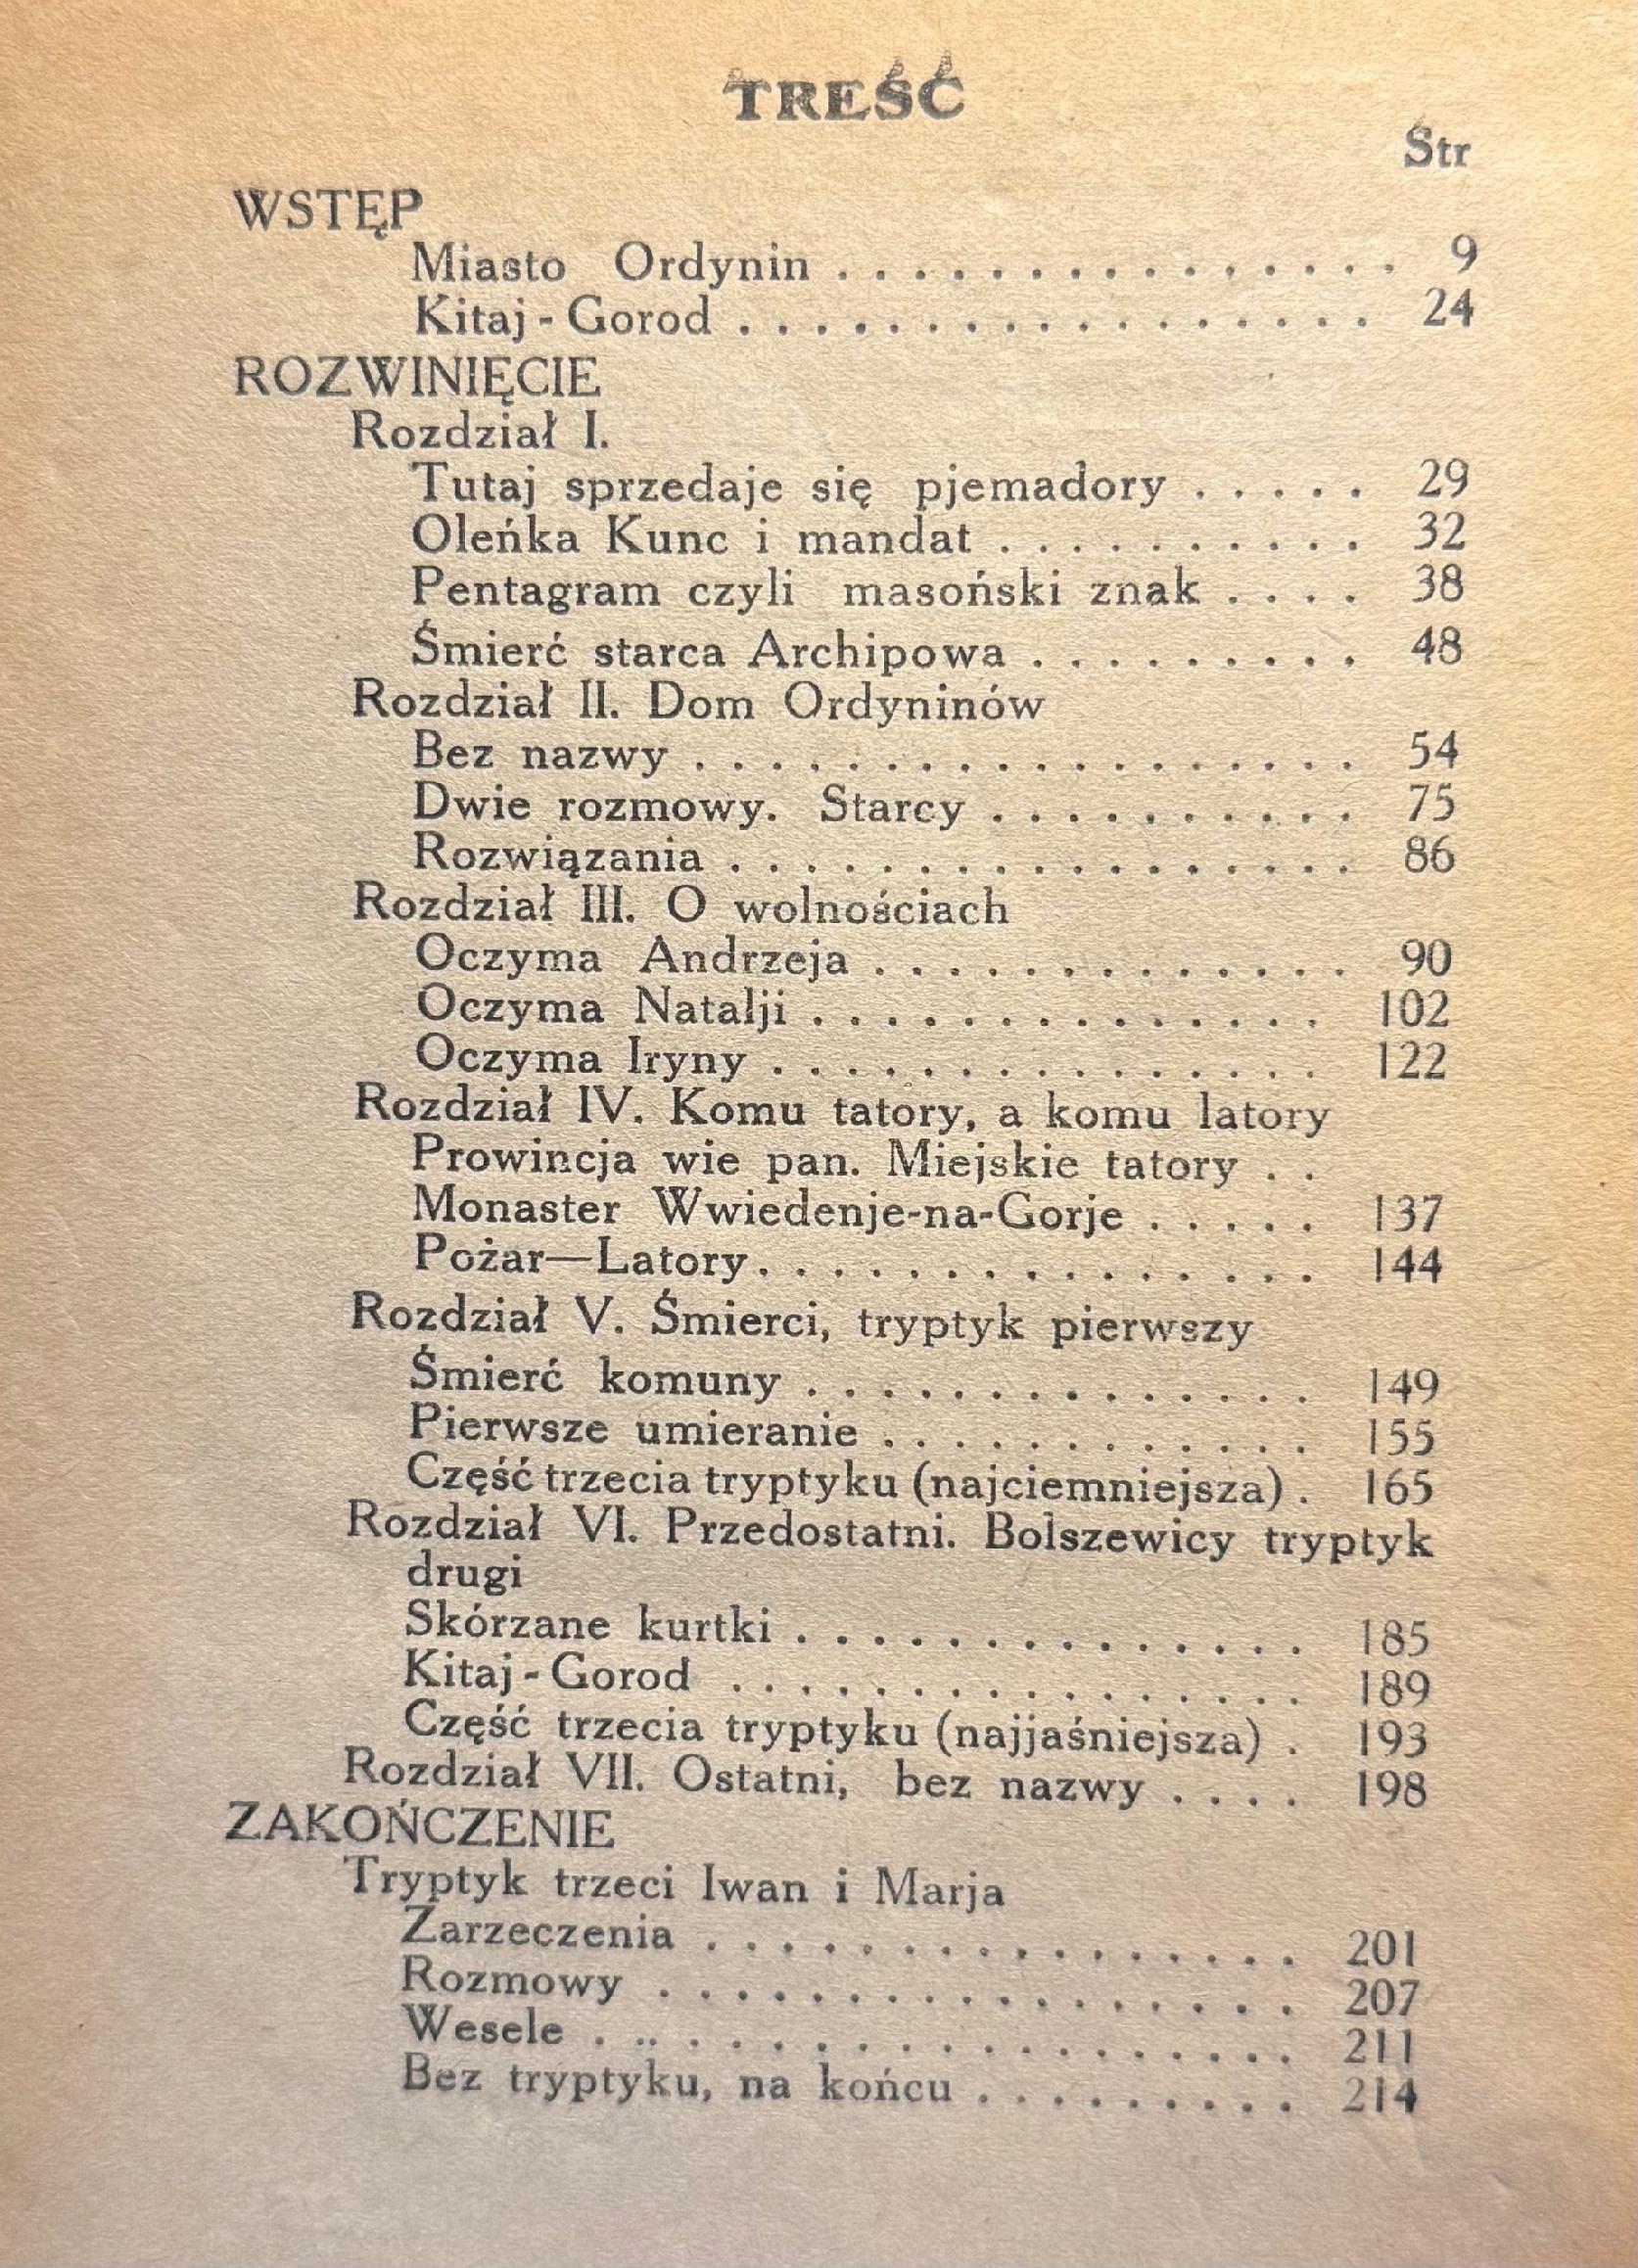 TREŚĆ
Str
WSTĘP
Miasto Ordynin . . . . . . . . . . . . . . . 9
Kitaj - Gorod . . . . . . . . . . . . . . . . . 24
ROZWINIĘCIE
Rozdział I.
Tutaj sprzedaje się pjemadory . . . . . 29
Oleńka Kunc i mandat . . . . . . . . . . 32
Pentagram czyli masoński znak . . . . 38
Śmierć starca Archipowa . . . . . . . . . 48
Rozdział II. Dom Ordyninów
Bez nazwy . . . . . . . . . . . . . . . . . . 54
Dwie rozmowy. Starcy . . . . . . . . . . 75
Rozwiązania . . . . . . . . . . . . . . . . . 86
Rozdział III. O wolnościach
Oczyma Andrzeja . . . . . . . . . . . . . 90
Oczyma Natalji . . . . . . . . . . . . . . 102
Oczyma Iryny . . . . . . . . . . . . . . . 122
Rozdział IV. Komu tatory, a komu latory
Prowincja wie pan. Miejskie tatory . .
Monaster Wwiedenje-na-Gorje . . . . . 137
Pożar—Latory. . . . . . . . . . . . . . . 144
Rozdział V. Śmierci, tryptyk pierwszy
Śmierć komuny . . . . . . . . . . . . . . 149
Pierwsze umieranie . . . . . . . . . . . . 155
Część trzecia tryptyku (najciemniejsza) . 165
Rozdział VI. Przedostatni. Bolszewicy tryptyk
drugi
Skórzane kurtki . . . . . . . . . . . . . . 185
Kitaj - Gorod . . . . . . . . . . . . . . . . 189
Część trzecia tryptyku (najjaśniejsza) . 193
Rozdział VII. Ostatni, bez nazwy . . . . 198
ZAKOŃCZENIE
Tryptyk trzeci Iwan i Marja
Zarzeczenia . . . . . . . . . . . . . . . . 201
Rozmowy . . . . . . . . . . . . . . . . . 207
Wesele . .. . . . . . . . . . . . . . . . . 211
Bez tryptyku, na końcu . . . . . . . . . 214